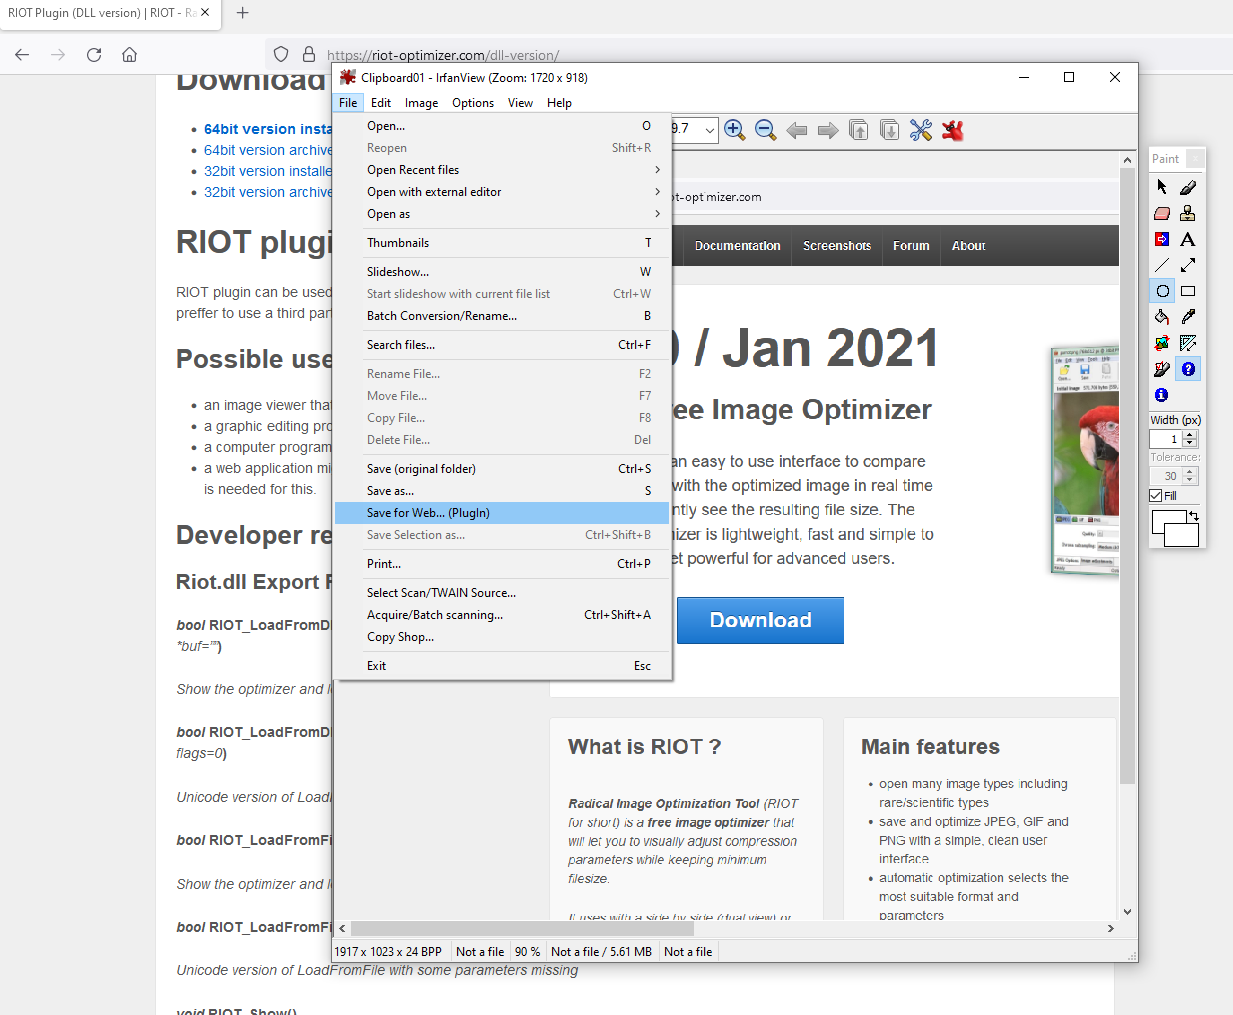 RIOT Plugin (DLL version) | RIOT - Ra
https://riot-optimizer.com/dll-version/
Download
64bit version insta
64bit version archive
32bit version installe
32bit version archive
RIOT plugi
RIOT plugin can be used
preffer to use a third par
Possible use
an image viewer that
a graphic editing pro
a computer program
a web application mi
is needed for this.
Developer re
Riot.dll Export F
bool RIOT_LoadFromDI
*buf="")
Show the optimizer and l
bool RIOT_LoadFromDI
flags=0)
Unicode version of Load
bool RIOT_LoadFromFi
Show the optimizer and l
bool RIOT_LoadFromFi
Unicode version of LoadFromFile with some parameters missing
void RIOT_Show()
Clipboard01 - IrfanView (Zoom: 1720 x 918)
File Edit Image Options View Help
Open... O
Reopen Shift+R
Open Recent files
Open with external editor
Open as
Thumbnails T
Slideshow... W
Start slideshow with current file list Ctrl+W
Batch Conversion/Rename... B
Search files... Ctrl+F
Rename File... F2
Move File... F7
Copy File... F8
Delete File... Del
Save (original folder) Ctrl+S
Save as... S
Save for Web... (PlugIn)
Save Selection as... Ctrl+Shift+B
Print... Ctrl+P
Select Scan/TWAIN Source...
Acquire/Batch scanning... Ctrl+Shift+A
Copy Shop...
Exit Esc
9.7
ot-optimizer.com
Documentation Screenshots Forum About
) / Jan 2021
ree Image Optimizer
an easy to use interface to compare
with the optimized image in real time
ntly see the resulting file size. The
nizer is lightweight, fast and simple to
et powerful for advanced users.
Download
What is RIOT ?
Radical Image Optimization Tool (RIOT
for short) is a free image optimizer that
will let you to visually adjust compression
parameters while keeping minimum
filesize.
It uses with a side by side (dual view) or
Main features
open many image types including
rare/scientific types
save and optimize JPEG, GIF and
PNG with a simple, clean user
interface
automatic optimization selects the
most suitable format and
parameters
1917 x 1023 x 24 BPP Not a file 90 % Not a file / 5.61 MB Not a file
Paint
A
Width (px)
1
Tolerance:
30
Fill